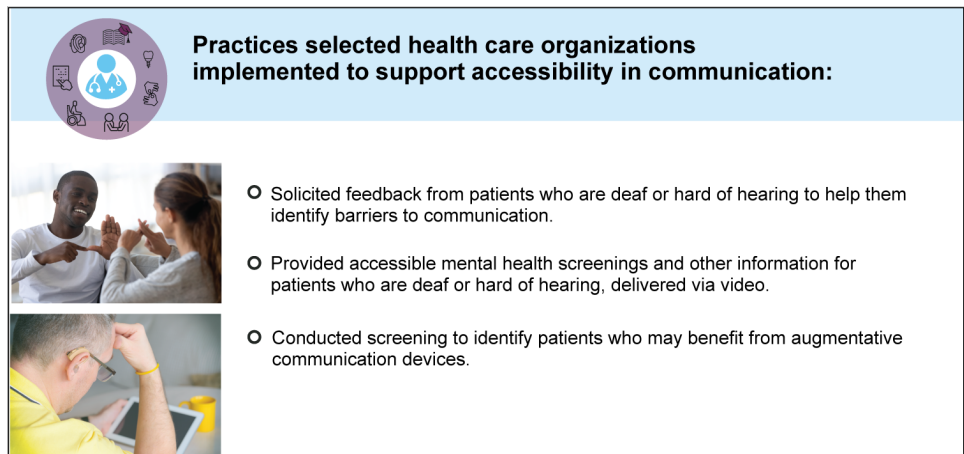 Practices selected health care organizations
implemented to support accessibility in communication:
Solicited feedback from patients who are deaf or hard of hearing to help them
identify barriers to communication.
Provided accessible mental health screenings and other information for
patients who are deaf or hard of hearing, delivered via video.
Conducted screening to identify patients who may benefit from augmentative
communication devices.